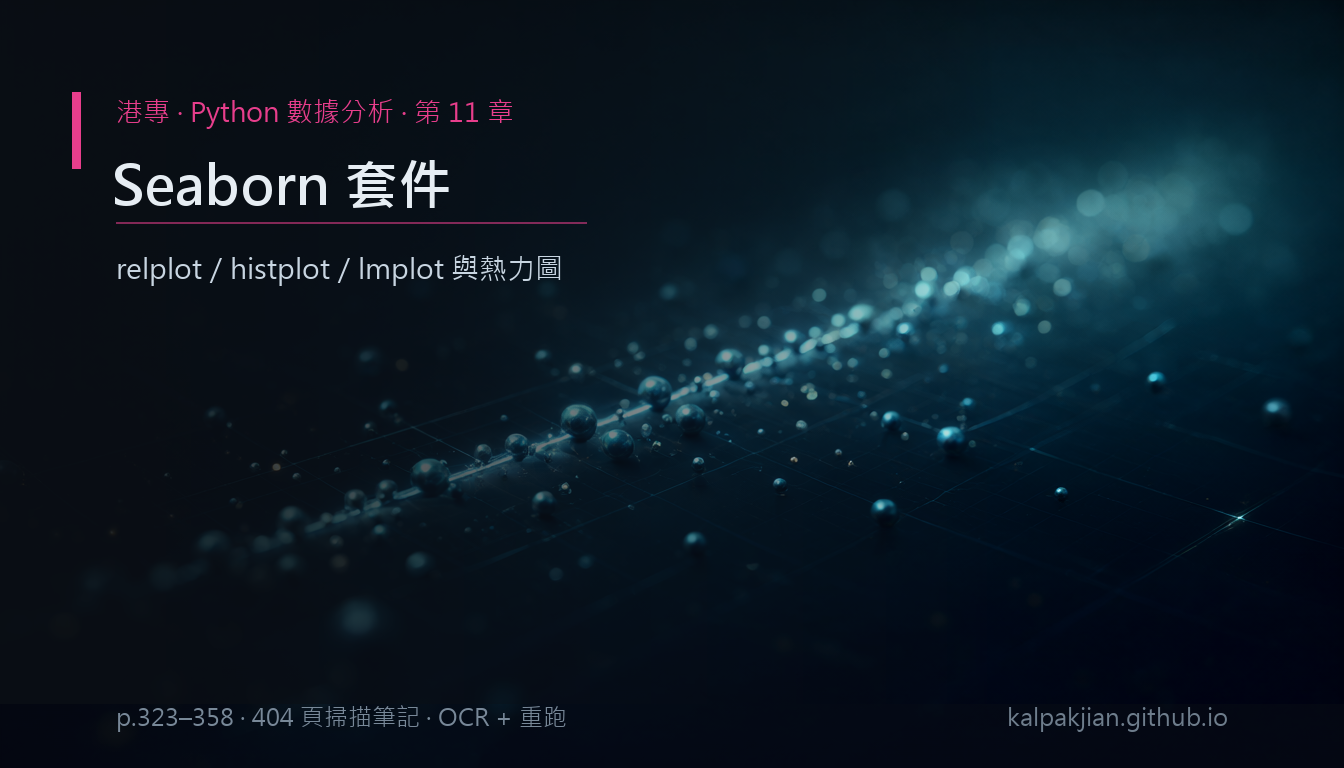 港專 · Python 數據分析 · 第 11 章
Seaborn 套件
relplot / histplot / lmplot 與熱力圖
p.323–358 · 404 頁掃描筆記 · OCR + 重跑
kalpakjian.github.io